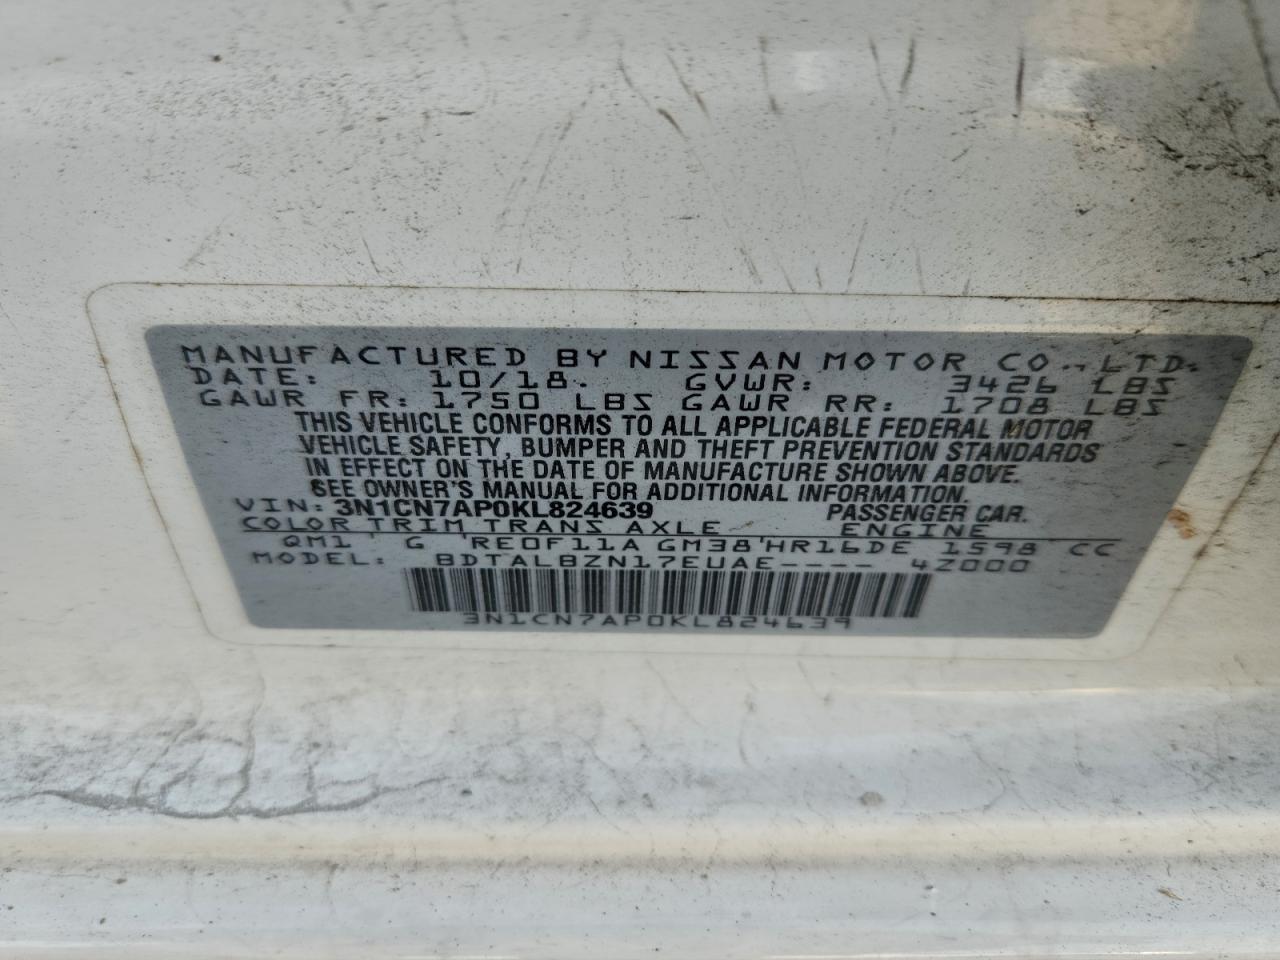 MANUFACTURED BY NISSAN MOTOR CO., LTD.
DATE: 10/18. GVWR: 3426 LBS
GAWR FR: 1750 LBS GAWR RR: 1708 LBS
THIS VEHICLE CONFORMS TO ALL APPLICABLE FEDERAL MOTOR
VEHICLE SAFETY, BUMPER AND THEFT PREVENTION STANDARDS
IN EFFECT ON THE DATE OF MANUFACTURE SHOWN ABOVE.
SEE OWNER'S MANUAL FOR ADDITIONAL INFORMATION.
VIN: 3N1CN7AP0KL824639 PASSENGER CAR.
COLOR TRIM TRANS AXLE ENGINE
QM1 ' G 'RE0F11A GM38'HR16DE 1598 CC
MODEL: BDTALBZN17EUAE---- 4Z000
3N1CN7AP0KL824639